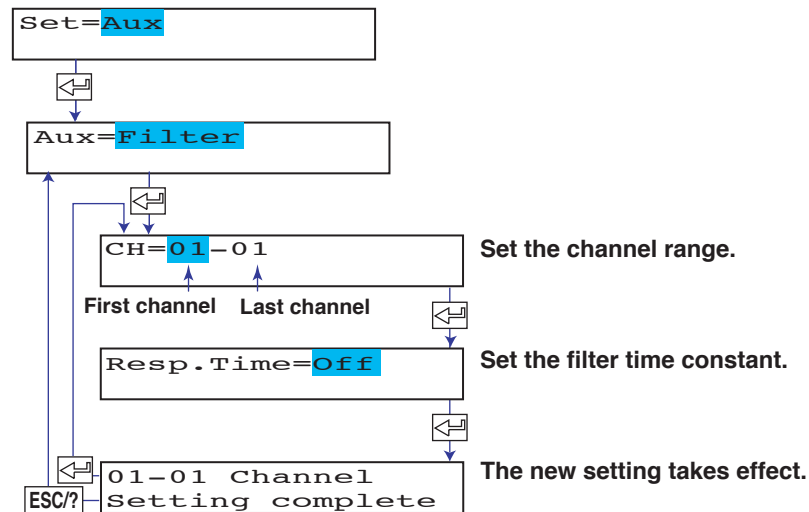 Set=Aux
Aux=Filter
CH=01-01
Set the channel range.
First channel
Last channel
Resp.Time=Off
Set the filter time constant.
01-01 Channel
The new setting takes effect.
ESC/?
Setting complete